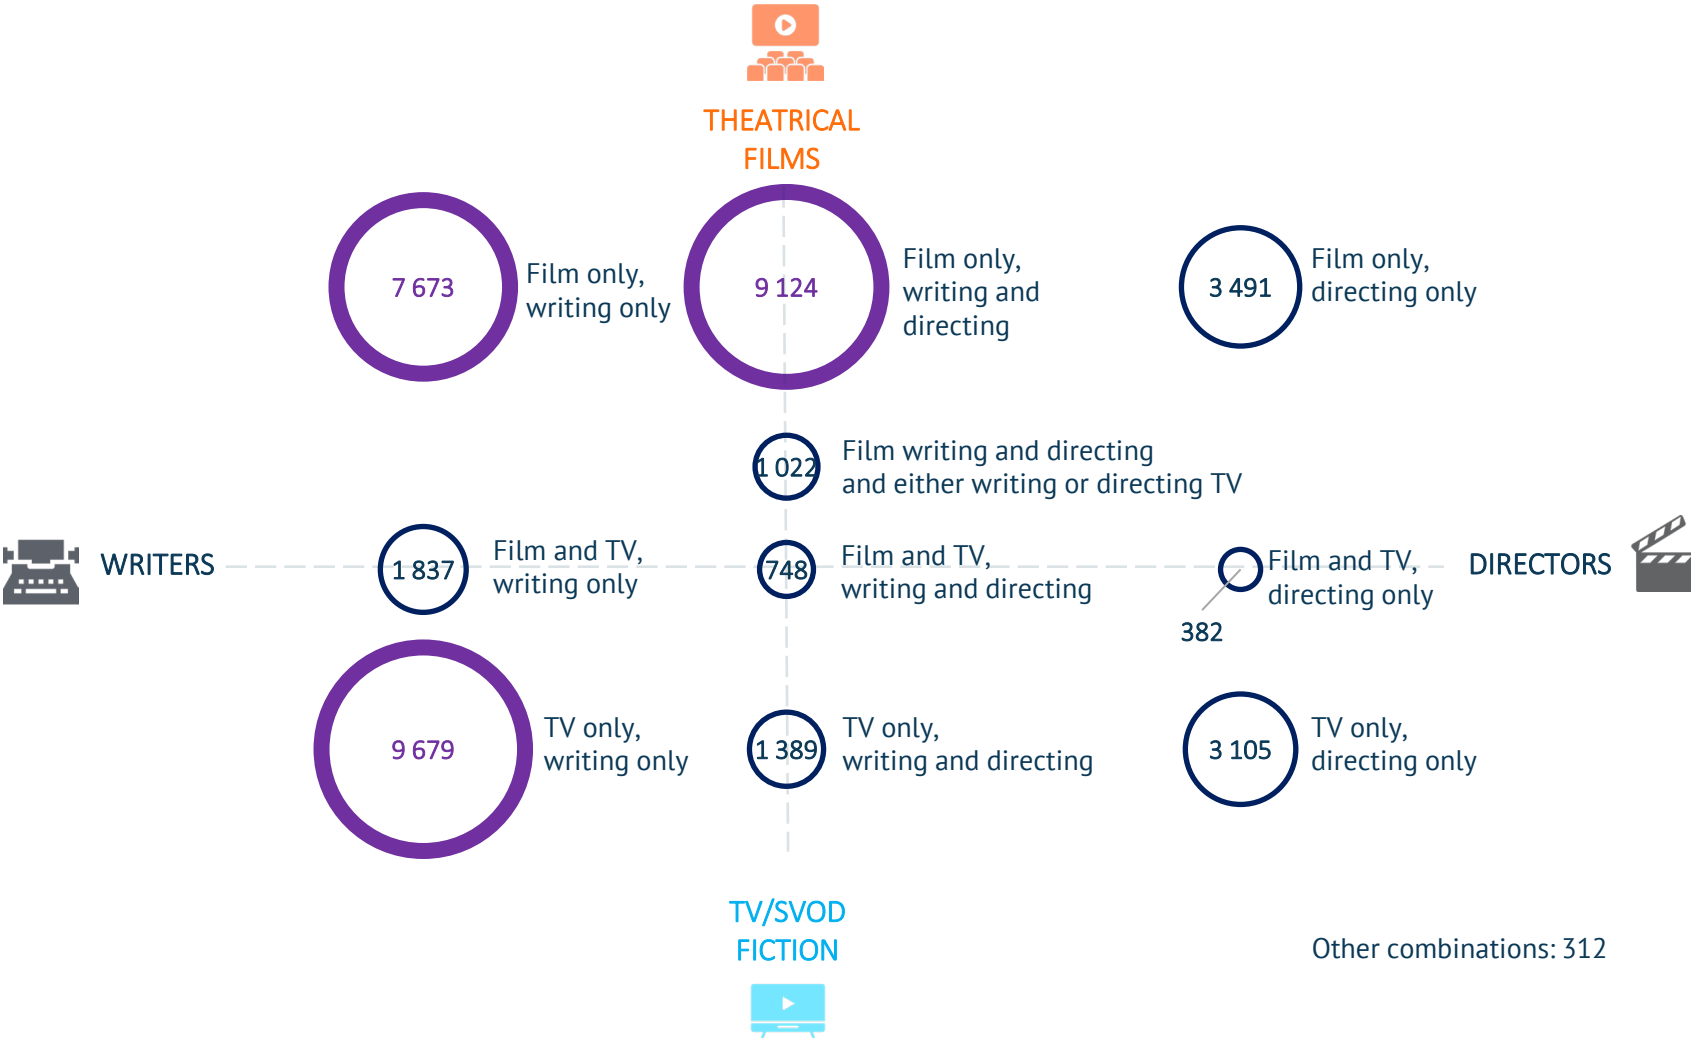 THEATRICAL
FILMS
7 673
Film only,
writing only
9 124
Film only,
writing and
directing
3 491
Film only,
directing only
1 022
Film writing and directing
and either writing or directing TV
WRITERS
1 837
Film and TV,
writing only
748
Film and TV,
writing and directing
382
Film and TV,
directing only
DIRECTORS
9 679
TV only,
writing only
1 389
TV only,
writing and directing
3 105
TV only,
directing only
TV/SVOD
FICTION
Other combinations: 312